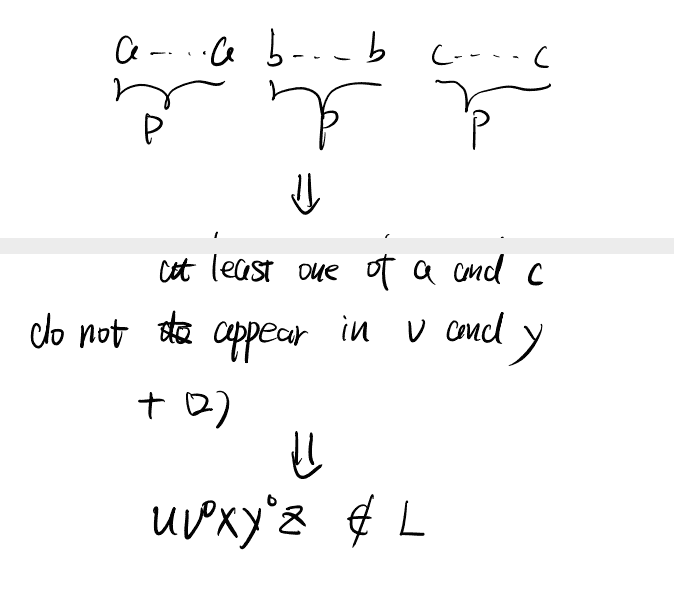 a-...a b--- b c----c
p p p
⇓
at least one of a and c
do not appear in v and y
+ (2)
⇓
uv⁰xy⁰z ∉ L